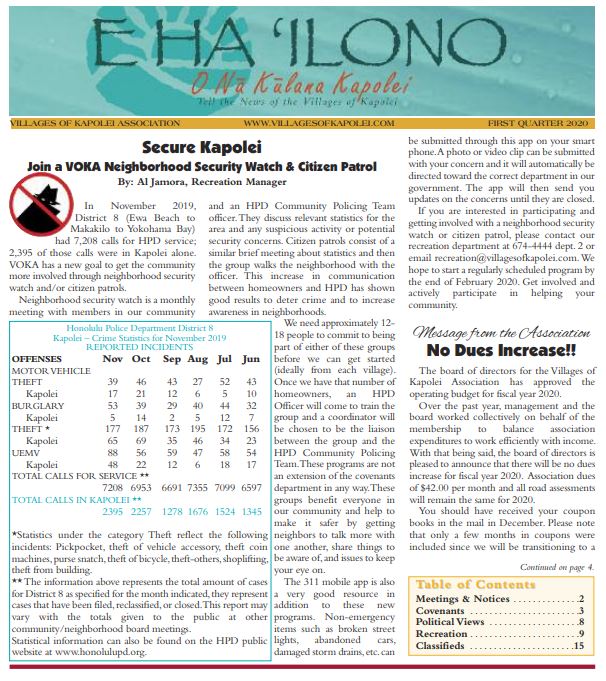 E HA ʻILONO
O Nā Kūlana Kapolei
Tell the News of the Villages of Kapolei
VILLAGES OF KAPOLEI ASSOCIATION WWW.VILLAGESOFKAPOLEI.COM FIRST QUARTER 2020
Secure Kapolei
Join a VOKA Neighborhood Security Watch & Citizen Patrol
By: Al Jamora, Recreation Manager
In November 2019,
District 8 (Ewa Beach to
Makakilo to Yokohama Bay)
had 7,208 calls for HPD service;
2,395 of those calls were in Kapolei alone.
VOKA has a new goal to get the community
more involved through neighborhood security
watch and/or citizen patrols.
Neighborhood security watch is a monthly
meeting with members in our community
and an HPD Community Policing Team
officer. They discuss relevant statistics for the
area and any suspicious activity or potential
security concerns. Citizen patrols consist of a
similar brief meeting about statistics and then
the group walks the neighborhood with the
officer. This increase in communication
between homeowners and HPD has shown
good results to deter crime and to increase
awareness in neighborhoods.
We need approximately 12-
18 people to commit to being
part of either of these groups
before we can get started
(ideally from each village).
Once we have that number of
homeowners, an HPD
Officer will come to train the
group and a coordinator will
be chosen to be the liaison
between the group and the
HPD Community Policing
Team. These programs are not
an extension of the covenants
department in any way. These
groups benefit everyone in
our community and help to
make it safer by getting
neighbors to talk more with
one another, share things to
be aware of, and issues to keep
your eye on.
The 311 mobile app is also
a very good resource in
addition to these new
programs. Non-emergency
items such as broken street
lights, abandoned cars,
damaged storm drains, etc. can
be submitted through this app on your smart
phone. A photo or video clip can be submitted
with your concern and it will automatically be
directed toward the correct department in our
government. The app will then send you
updates on the concerns until they are closed.
If you are interested in participating and
getting involved with a neighborhood security
watch or citizen patrol, please contact our
recreation department at 674-4444 dept. 2 or
email recreation@villagesofkapolei.com. We
hope to start a regularly scheduled program by
the end of February 2020. Get involved and
actively participate in helping your
community.
Honolulu Police Department District 8
Kapolei – Crime Statistics for November 2019
REPORTED INCIDENTS
OFFENSES Nov Oct Sep Aug Jul Jun
MOTOR VEHICLE
THEFT 39 46 43 27 52 43
Kapolei 17 21 12 6 5 10
BURGLARY 53 39 29 40 44 32
Kapolei 5 14 2 5 12 7
THEFT * 177 187 173 195 172 156
Kapolei 65 69 35 46 34 23
UEMV 88 56 59 47 58 54
Kapolei 48 22 12 6 18 17
TOTAL CALLS FOR SERVICE **
7208 6953 6691 7355 7099 6597
TOTAL CALLS IN KAPOLEI **
2395 2257 1278 1676 1524 1345
*Statistics under the category Theft reflect the following
incidents: Pickpocket, theft of vehicle accessory, theft coin
machines, purse snatch, theft of bicycle, theft-others, shoplifting,
theft from building.
** The information above represents the total amount of cases
for District 8 as specified for the month indicated, they represent
cases that have been filed, reclassified, or closed. This report may
vary with the totals given to the public at other
community/neighborhood board meetings.
Statistical information can also be found on the HPD public
website at www.honolulupd.org.
Message from the Association
No Dues Increase!!
The board of directors for the Villages of
Kapolei Association has approved the
operating budget for fiscal year 2020.
Over the past year, management and the
board worked collectively on behalf of the
membership to balance association
expenditures to work efficiently with income.
With that being said, the board of directors is
pleased to announce that there will be no dues
increase for fiscal year 2020. Association dues
of $42.00 per month and all road assessments
will remain the same for 2020.
You should have received your coupon
books in the mail in December. Please note
that only a few months in coupons were
included since we will be transitioning to a
Continued on page 4.
Table of Contents
Meetings & Notices ..............2
Covenants ..............3
Political Views ..............8
Recreation ..............9
Classifieds ..............15